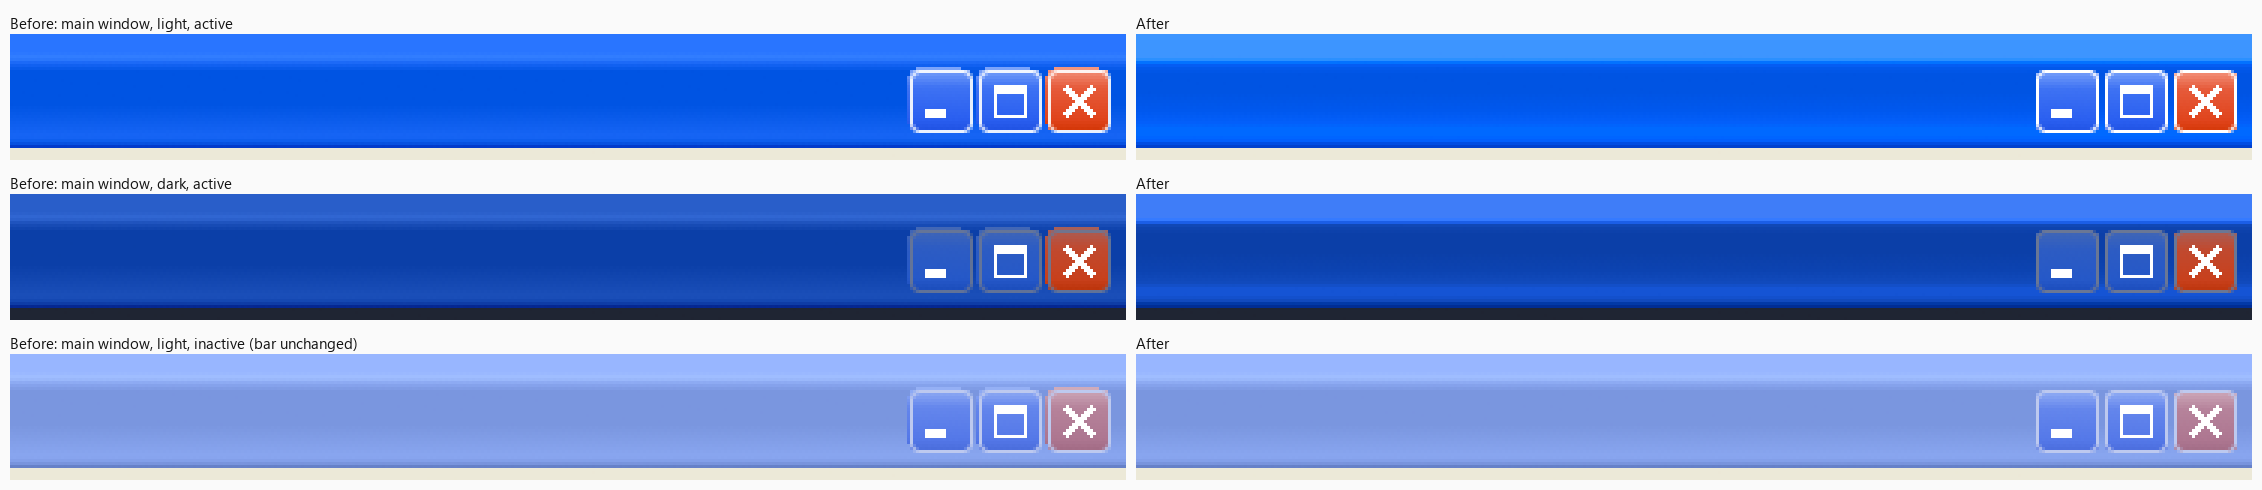 Before: main window, light, active
After
Before: main window, dark, active
After
Before: main window, light, inactive (bar unchanged)
After